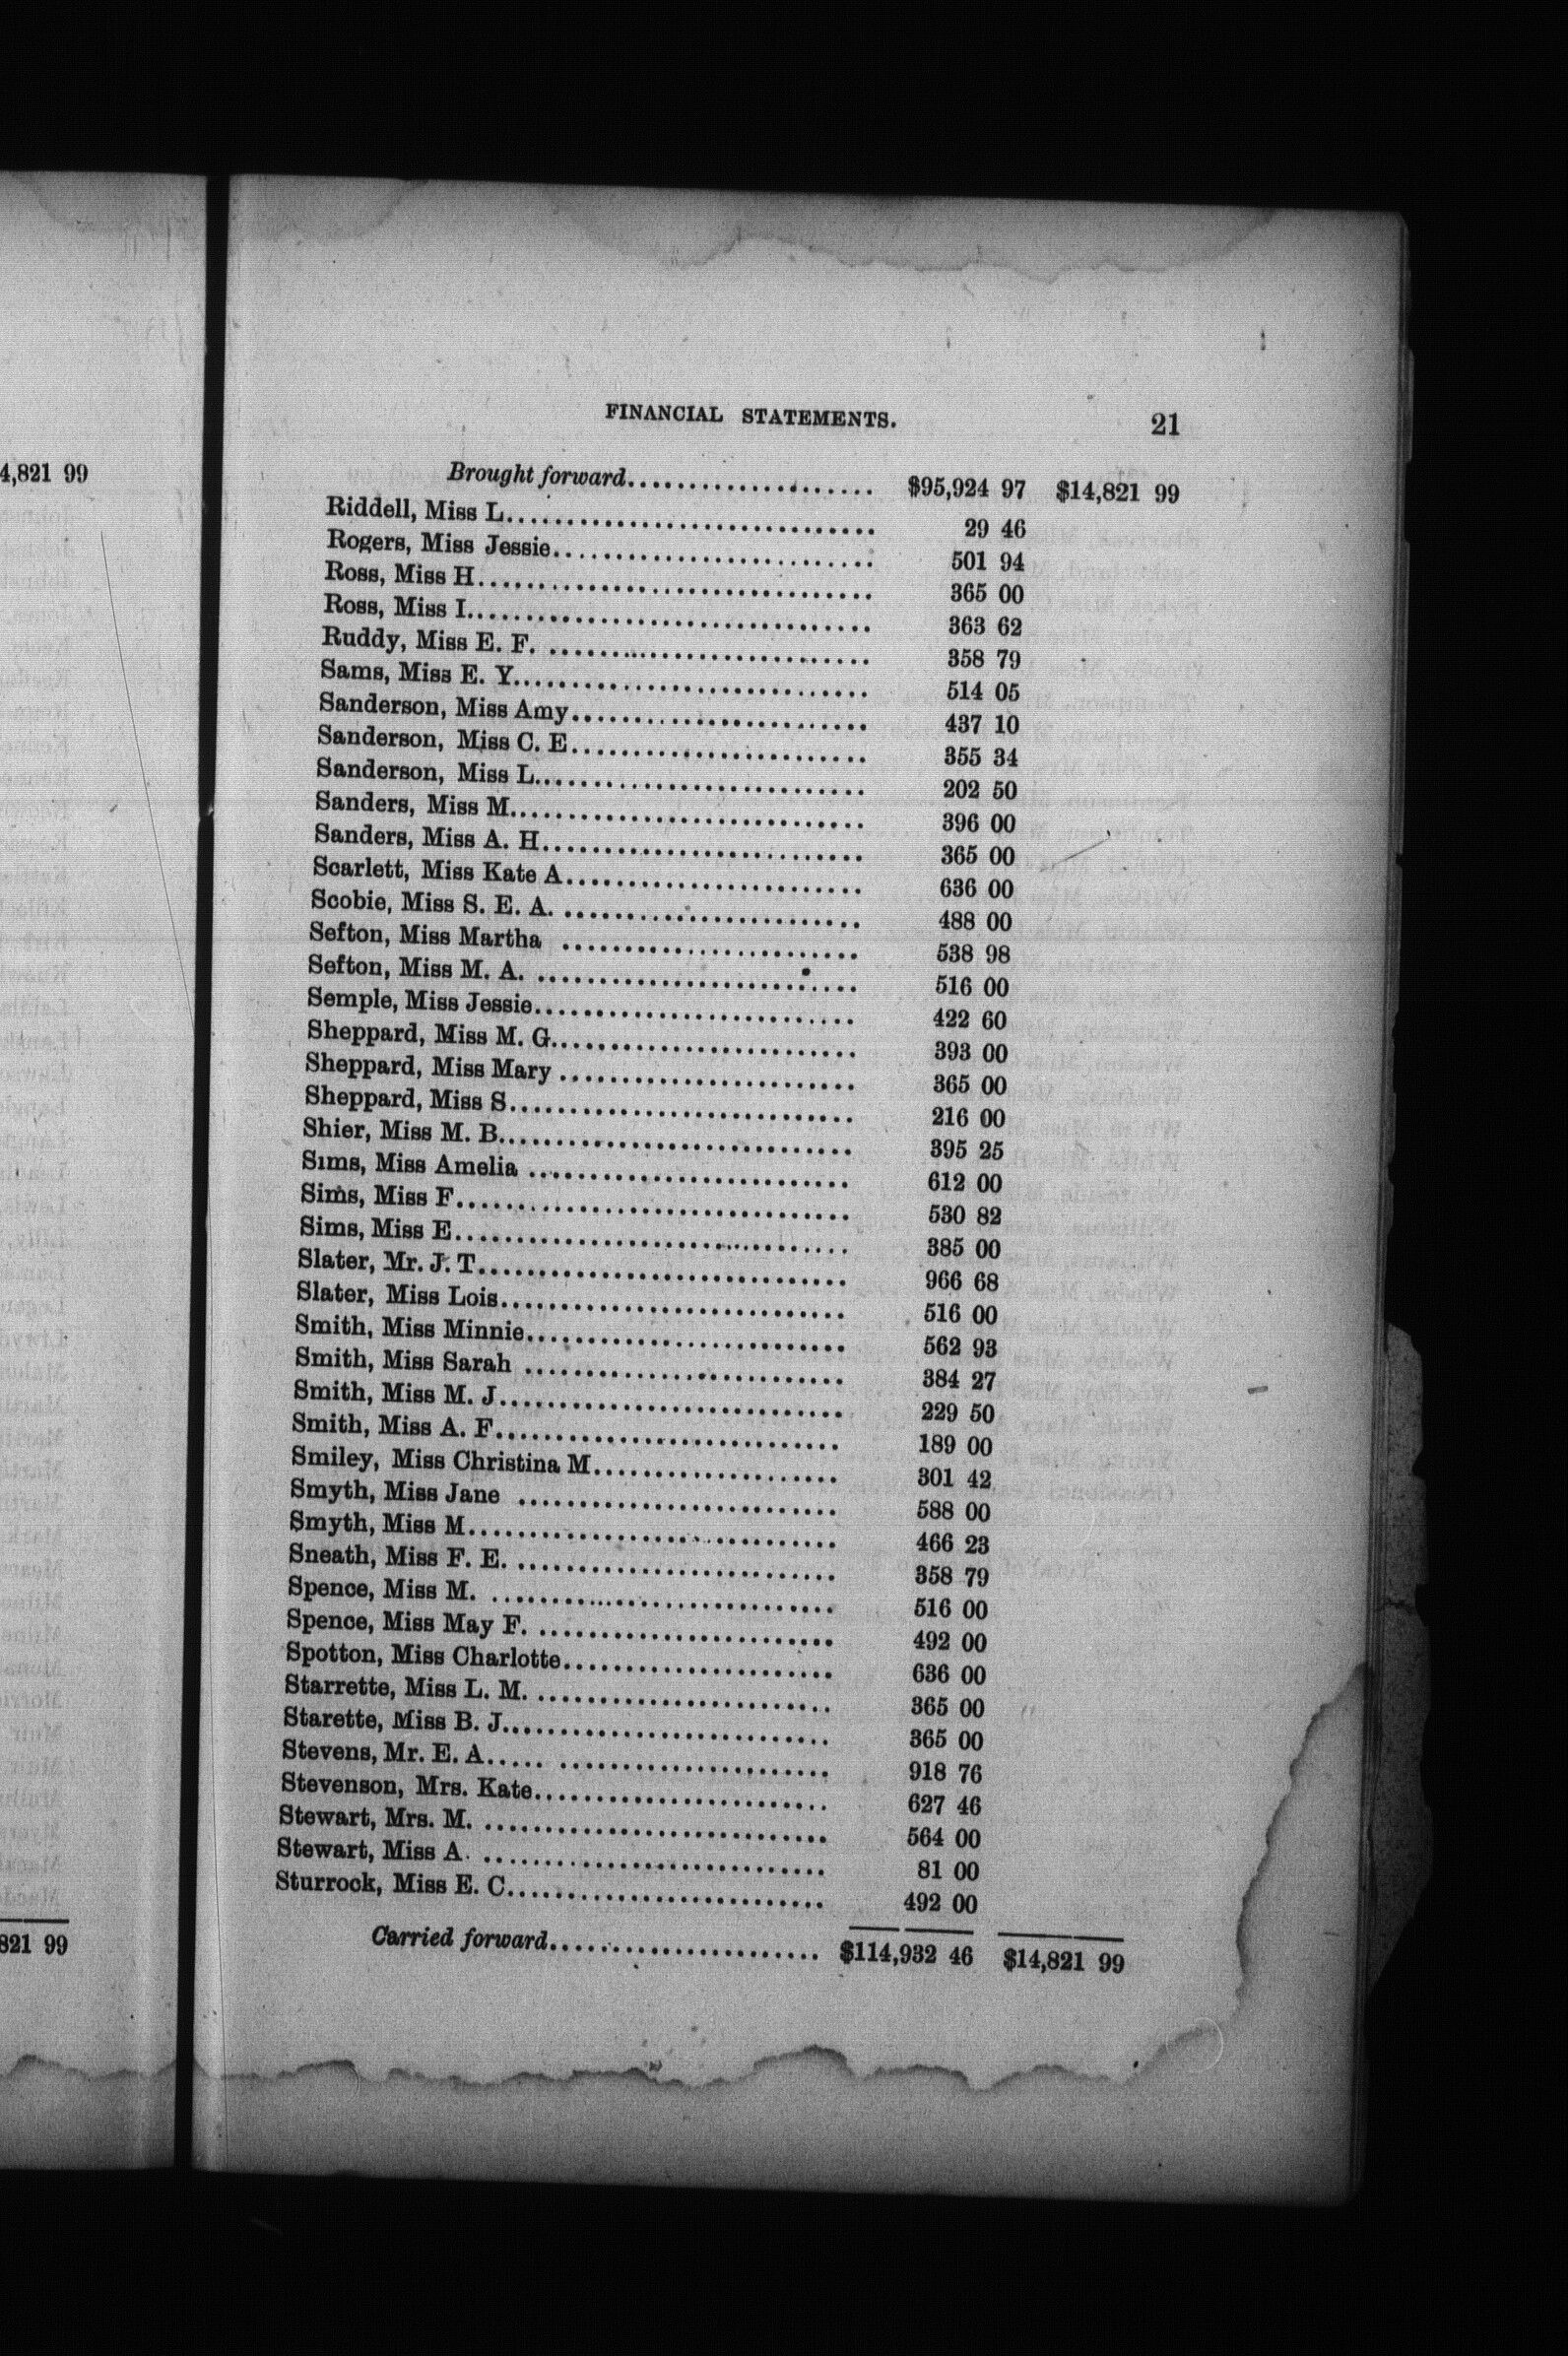 FINANCIAL STATEMENTS. 21
Brought forward.................... $95,924 97 $14,821 99
Riddell, Miss L.............................. 29 46
Rogers, Miss Jessie.......................... 501 94
Ross, Miss H................................. 365 00
Ross, Miss I................................. 363 62
Ruddy, Miss E. F. .......................... 358 79
Sams, Miss E. Y.............................. 514 05
Sanderson, Miss Amy......................... 437 10
Sanderson, Miss C. E......................... 355 34
Sanderson, Miss L............................ 202 50
Sanders, Miss M.............................. 396 00
Sanders, Miss A. H........................... 365 00
Scarlett, Miss Kate A........................ 636 00
Scobie, Miss S. E. A. ........................ 488 00
Sefton, Miss Martha ......................... 538 98
Sefton, Miss M. A. .......................... 516 00
Semple, Miss Jessie.......................... 422 60
Sheppard, Miss M. G.......................... 393 00
Sheppard, Miss Mary ......................... 365 00
Sheppard, Miss S............................. 216 00
Shier, Miss M. B............................. 395 25
Sims, Miss Amelia ........................... 612 00
Sims, Miss F................................. 530 82
Sims, Miss E................................. 385 00
Slater, Mr. J. T............................. 966 68
Slater, Miss Lois............................ 516 00
Smith, Miss Minnie........................... 562 93
Smith, Miss Sarah ........................... 384 27
Smith, Miss M. J............................. 229 50
Smith, Miss A. F............................. 189 00
Smiley, Miss Christina M..................... 301 42
Smyth, Miss Jane ............................ 588 00
Smyth, Miss M................................ 466 23
Sneath, Miss F. E. .......................... 358 79
Spence, Miss M. ............................. 516 00
Spence, Miss May F. ......................... 492 00
Spotton, Miss Charlotte...................... 636 00
Starrette, Miss L. M. ........................ 365 00
Starette, Miss B. J.......................... 365 00
Stevens, Mr. E. A..... ...................... 918 76
Stevenson, Mrs. Kate......................... 627 46
Stewart, Mrs. M. ............................ 564 00
Stewart, Miss A. ............................ 81 00
Sturrock, Miss E. C.......................... 492 00
Carried forward...................... $114,932 46 $14,821 99
4,821 99
821 99